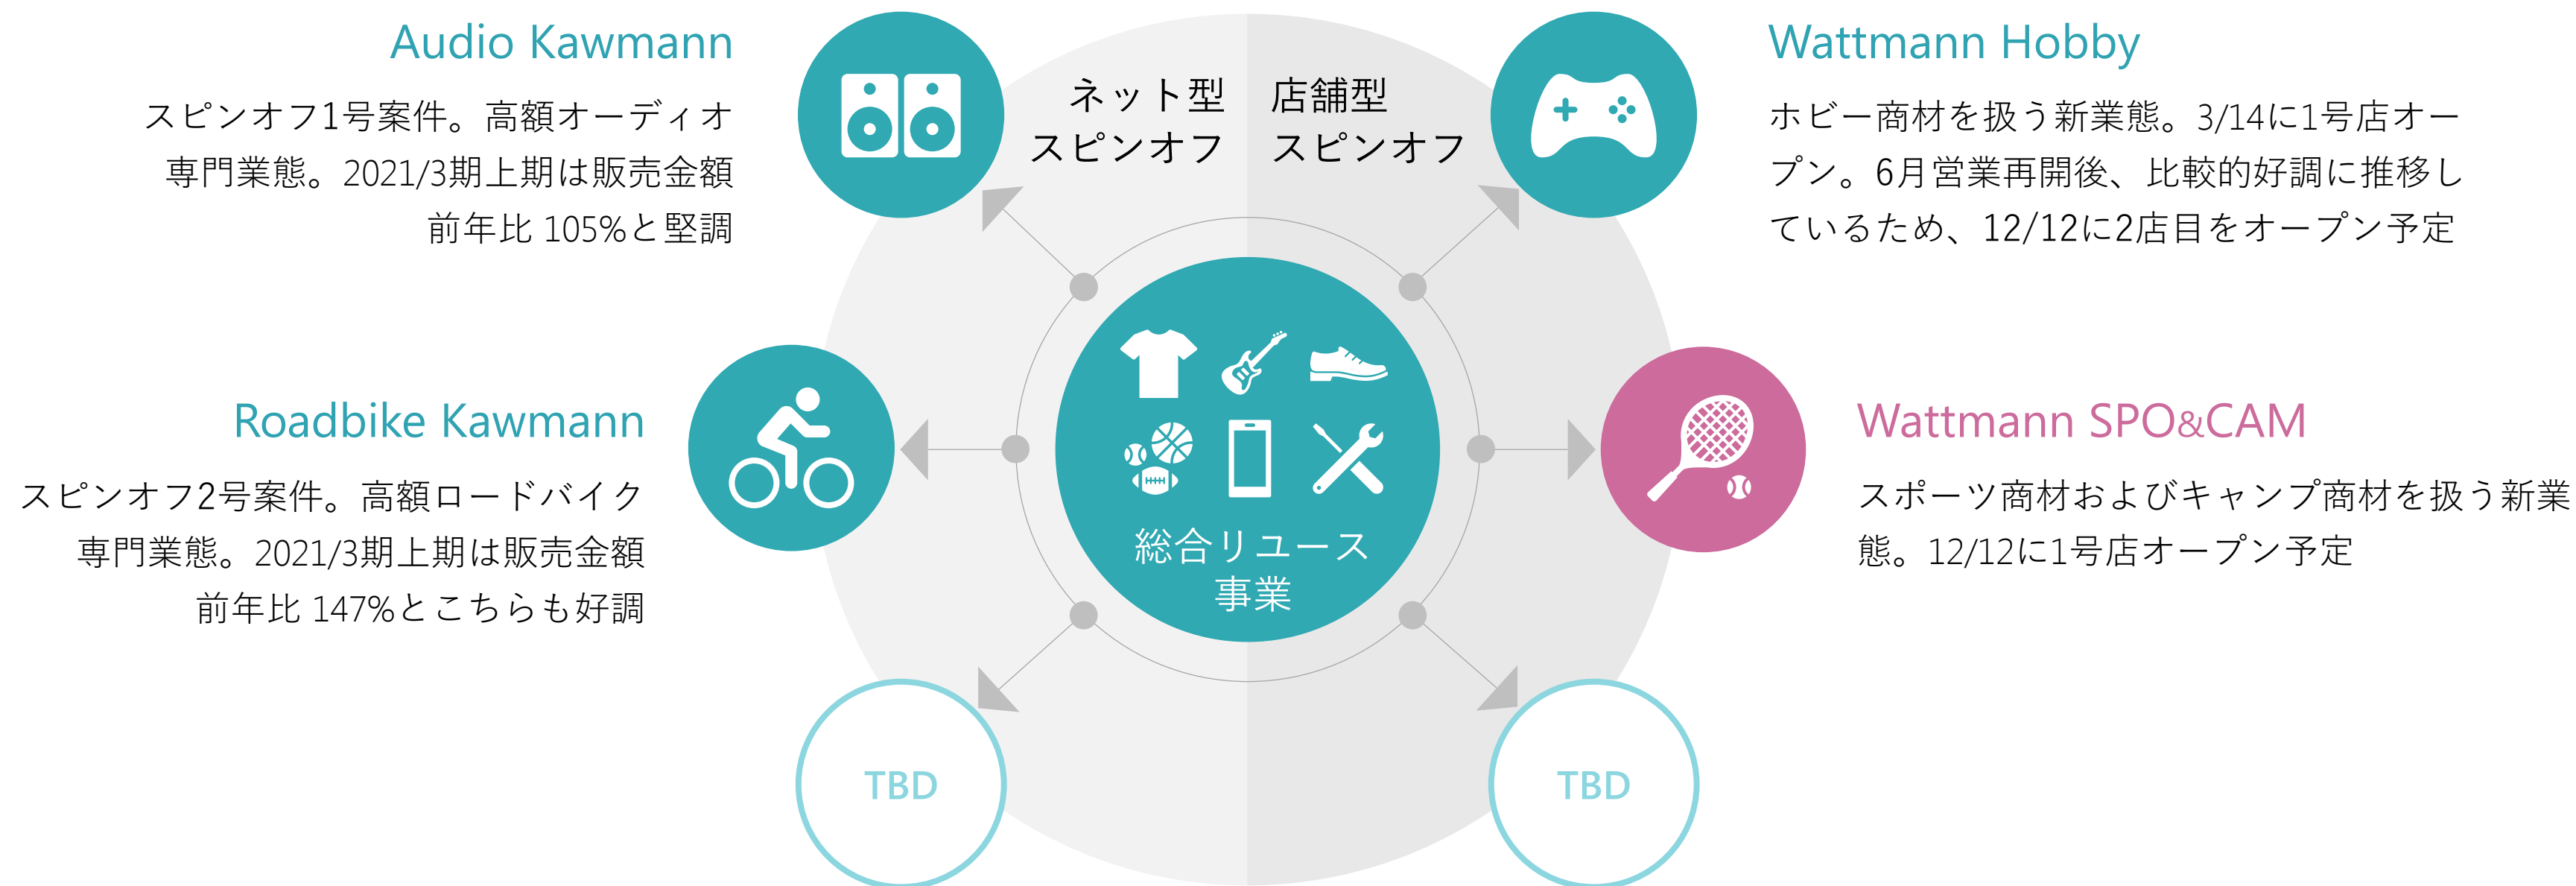 Audio Kawmann
スピンオフ1号案件。高額オーディオ
専門業態。2021/3期上期は販売金額
前年比 105%と堅調
Roadbike Kawmann
スピンオフ2号案件。高額ロードバイク
専門業態。2021/3期上期は販売金額
前年比 147%とこちらも好調
ネット型
スピンオフ
店舗型
スピンオフ
総合リユース
事業
TBD
TBD
Wattmann Hobby
ホビー商材を扱う新業態。3/14に1号店オー
プン。6月営業再開後、比較的好調に推移し
ているため、12/12に2店目をオープン予定
Wattmann SPO&CAM
スポーツ商材およびキャンプ商材を扱う新業
態。12/12に1号店オープン予定